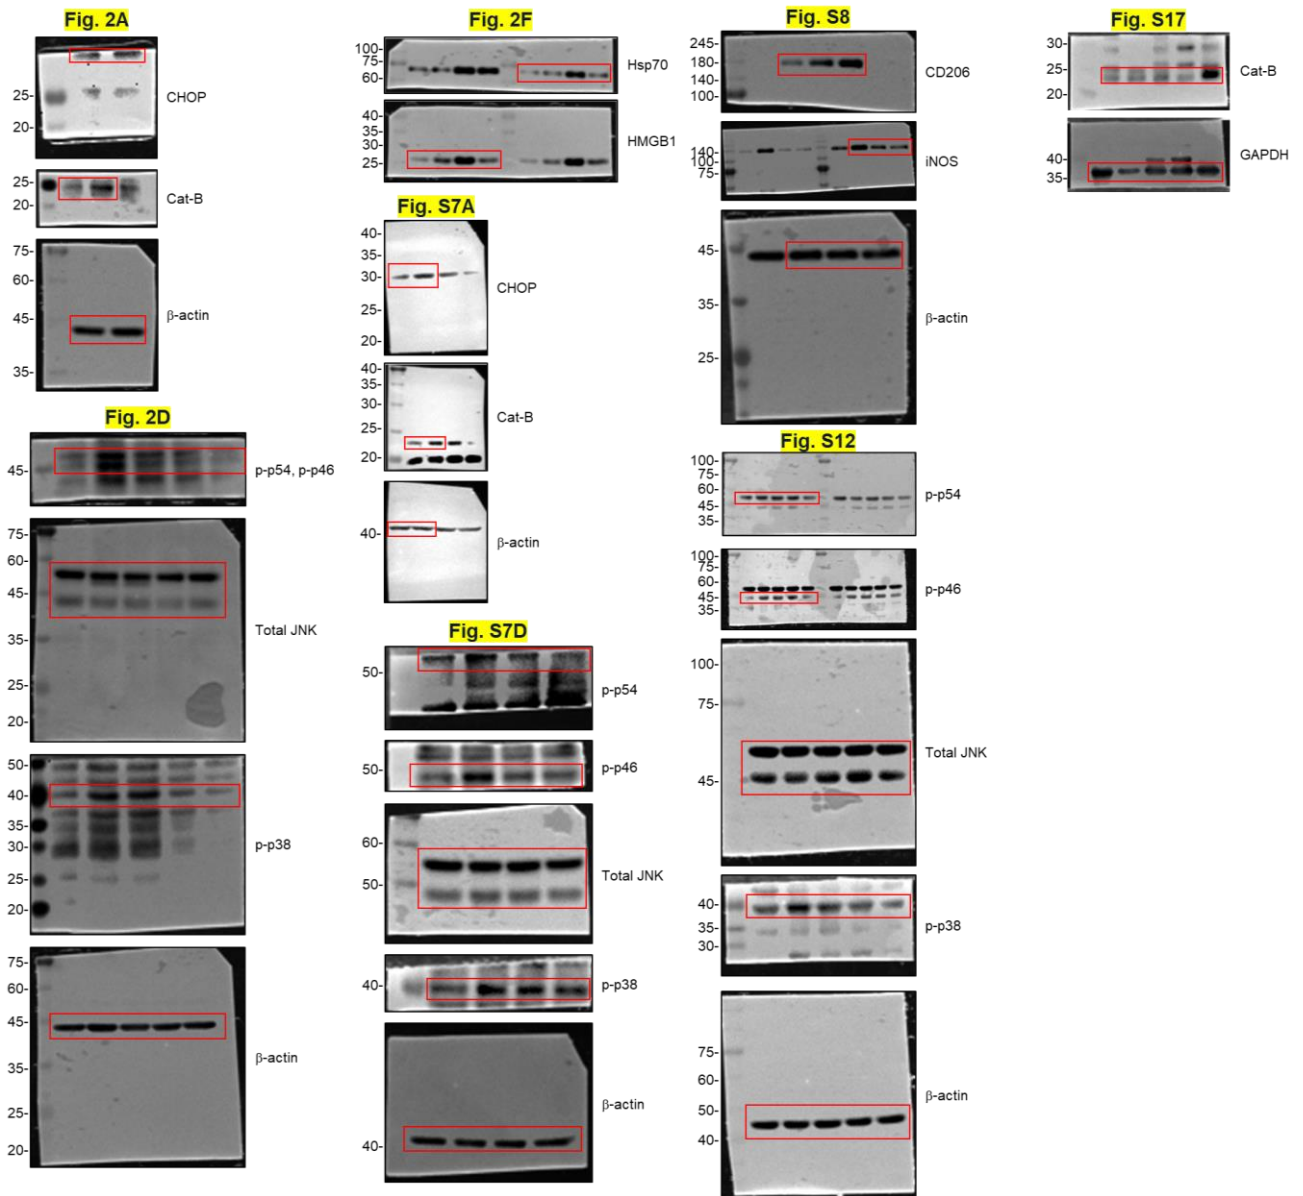 Fig. 2A
25-
20-
CHOP
25-
20-
Cat-B
75-
60-
45-
35-
β-actin
Fig. 2D
45-
p-p54, p-p46
75-
60-
45-
35-
25-
20-
Total JNK
50-
40-
35-
30-
25-
20-
p-p38
75-
60-
45-
35-
25-
20-
β-actin
Fig. 2F
100-
75-
60-
Hsp70
40-
35-
30-
25-
HMGB1
Fig. S7A
40-
35-
30-
25-
20-
CHOP
40-
35-
30-
25-
20-
Cat-B
40-
β-actin
Fig. S7D
50-
p-p54
50-
p-p46
60-
50-
Total JNK
40-
p-p38
40-
β-actin
Fig. S8
245-
180-
140-
100-
CD206
140-
100-
75-
iNOS
45-
35-
25-
β-actin
Fig. S12
100-
75-
60-
45-
35-
p-p54
100-
75-
60-
45-
35-
p-p46
100-
75-
45-
Total JNK
40-
35-
30-
p-p38
75-
60-
50-
40-
β-actin
Fig. S17
30-
25-
20-
Cat-B
40-
35-
GAPDH